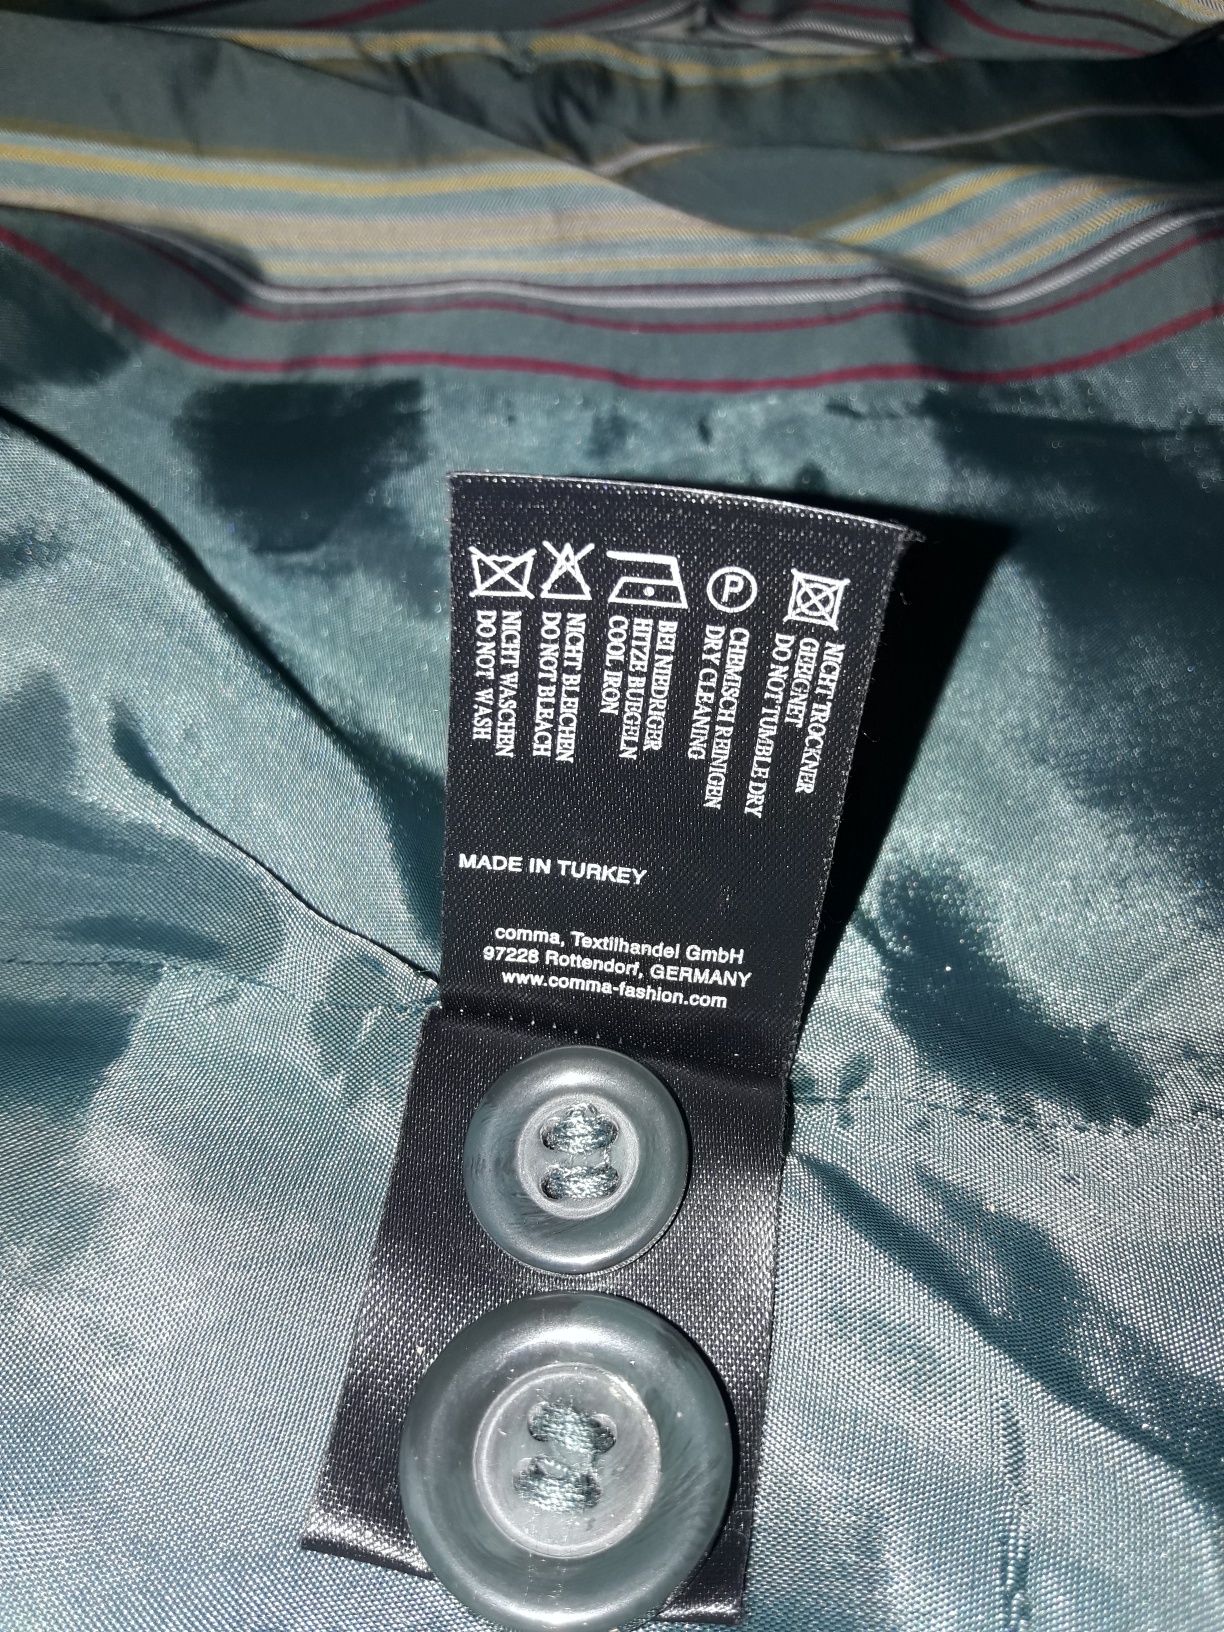 NICHT WASCHEN
DO NOT WASH
NICHT BLEICHEN
DO NOT BLEACH
BEI NIEDRIGER
HITZE BUEGELN
COOL IRON
P
CHEMISCH REINIGEN
DRY CLEANING
NICHT TROCKNER
GEEIGNET
DO NOT TUMBLE DRY
MADE IN TURKEY
comma, Textilhandel GmbH
97228 Rottendorf, GERMANY
www.comma-fashion.com